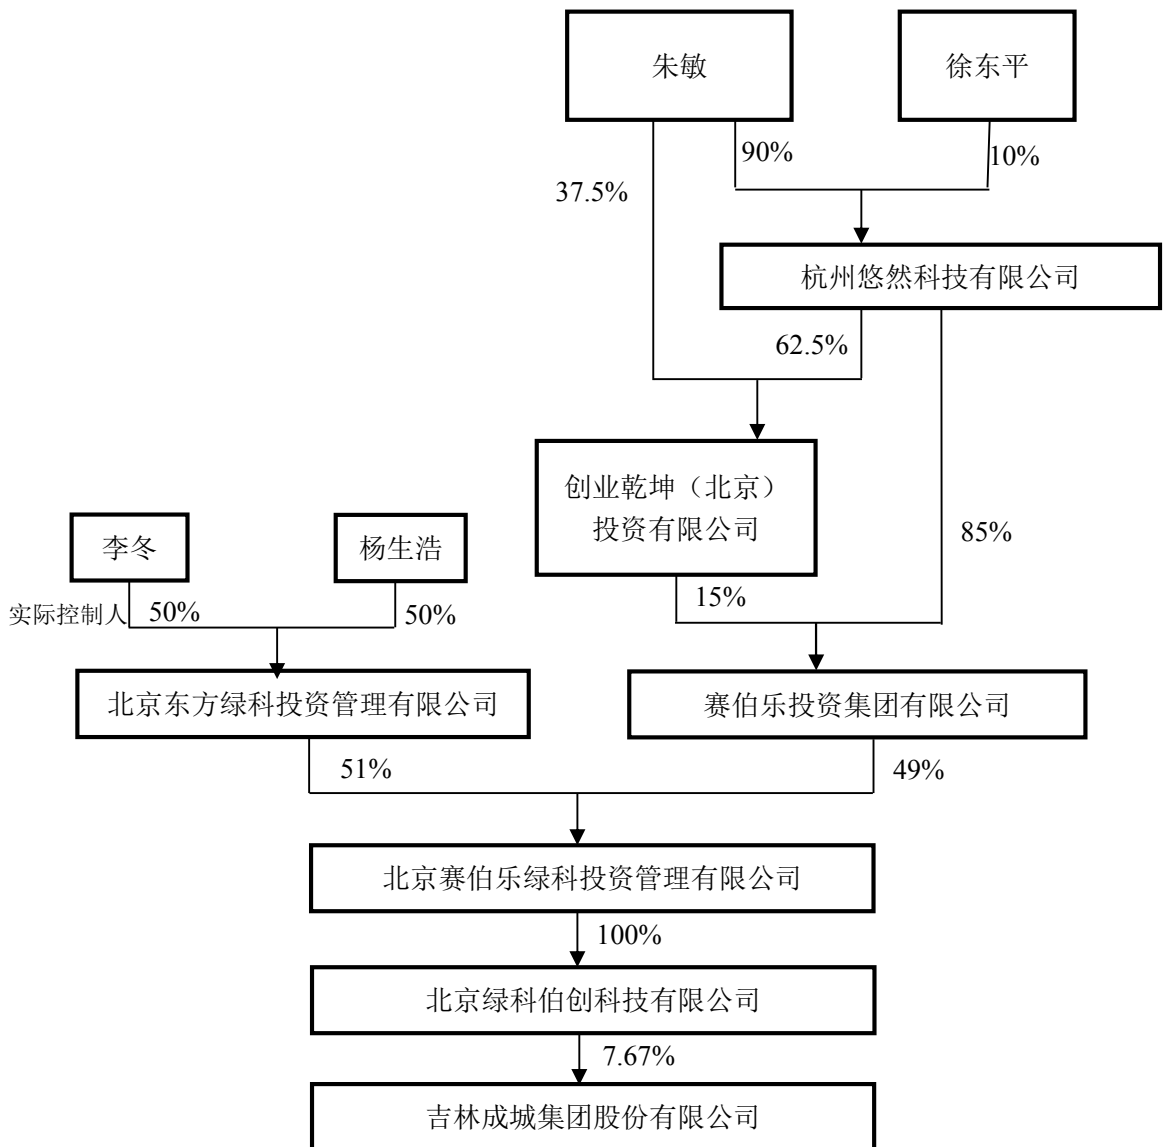 朱敏
徐东平
90%
10%
37.5%
杭州悠然科技有限公司
62.5%
创业乾坤（北京）
投资有限公司
85%
李冬
杨生浩
15%
实际控制人
50%
50%
北京东方绿科投资管理有限公司
赛伯乐投资集团有限公司
51%
49%
北京赛伯乐绿科投资管理有限公司
100%
北京绿科伯创科技有限公司
7.67%
吉林成城集团股份有限公司